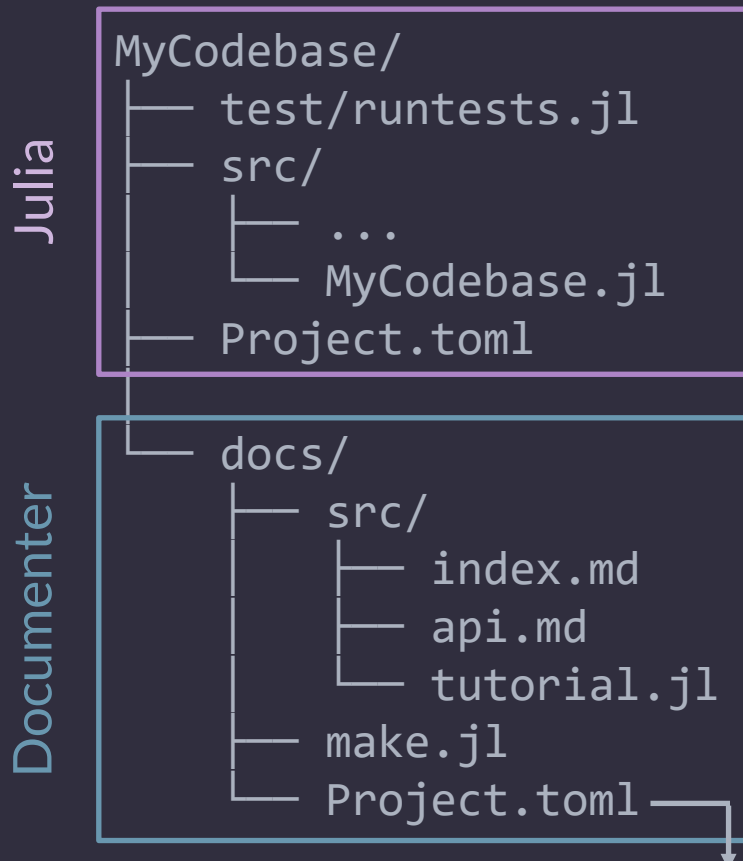 Julia
MyCodebase/
├── test/runtests.jl
├── src/
│   ├── ...
│   └── MyCodebase.jl
├── Project.toml
│
Documenter
└── docs/
    ├── src/
    │   ├── index.md
    │   ├── api.md
    │   └── tutorial.jl
    ├── make.jl
    └── Project.toml